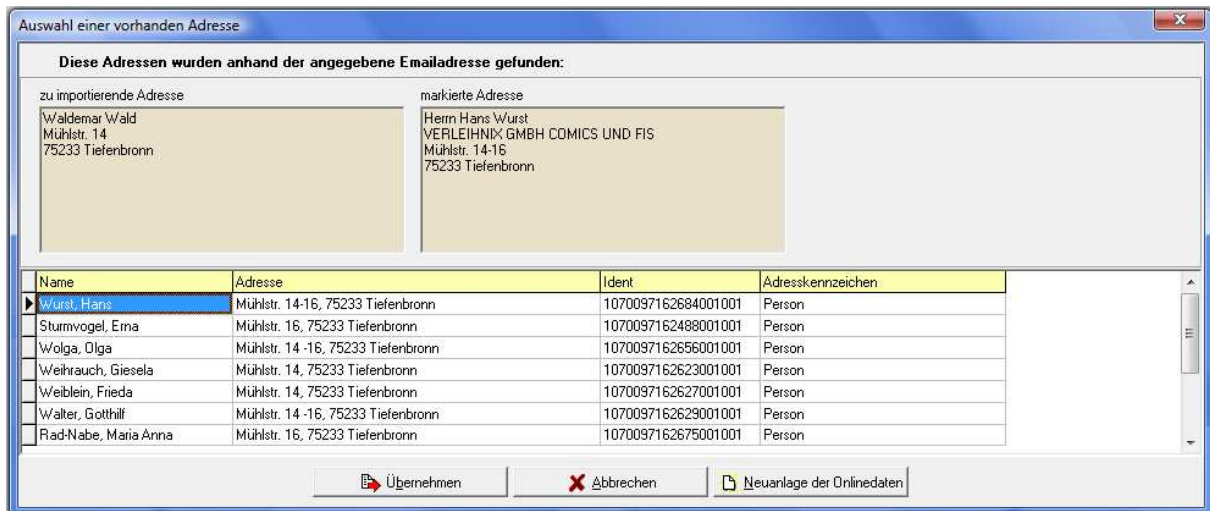 Auswahl einer vorhanden Adresse
Diese Adressen wurden anhand der angegebene Emailadresse gefunden:
zu importierende Adresse
Waldemar Wald
Mühlstr. 14
75233 Tiefenbronn
markierte Adresse
Herrn Hans Wurst
VERLEIHNIX GMBH COMICS UND FIS
Mühlstr. 14-16
75233 Tiefenbronn
Name Adresse Ident Adresskennzeichen
Wurst, Hans Mühlstr. 14-16, 75233 Tiefenbronn 1070097162684001001 Person
Sturmvogel, Erna Mühlstr. 16, 75233 Tiefenbronn 1070097162488001001 Person
Wolga, Olga Mühlstr. 14 -16, 75233 Tiefenbronn 1070097162656001001 Person
Weihrauch, Giesela Mühlstr. 14, 75233 Tiefenbronn 1070097162623001001 Person
Weiblein, Frieda Mühlstr. 14, 75233 Tiefenbronn 1070097162627001001 Person
Walter, Gotthilf Mühlstr. 14 -16, 75233 Tiefenbronn 1070097162629001001 Person
Rad-Nabe, Maria Anna Mühlstr. 16, 75233 Tiefenbronn 1070097162675001001 Person
Übernehmen Abbrechen Neuanlage der Onlinedaten